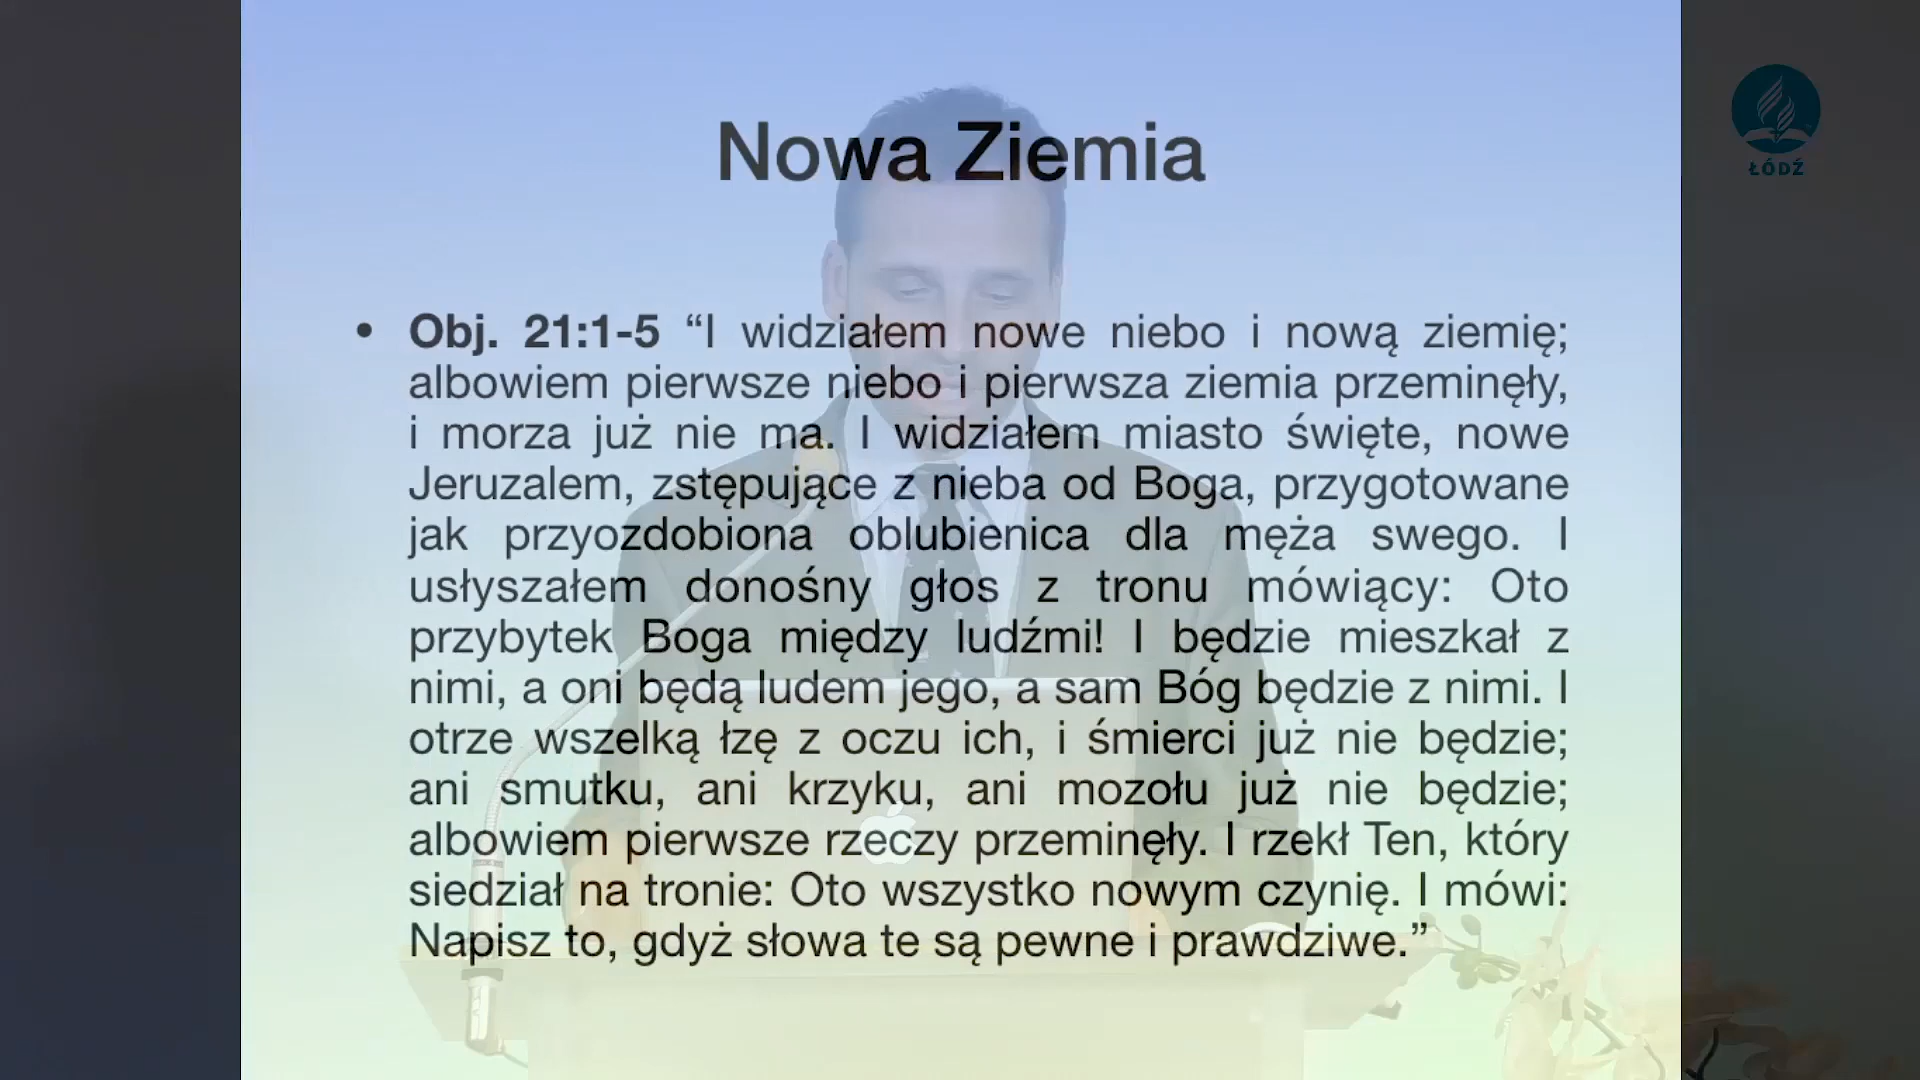 Nowa Ziemia
ŁÓDŹ
• Obj. 21:1-5 “I widziałem nowe niebo i nową ziemię;
albowiem pierwsze niebo i pierwsza ziemia przeminęły,
i morza już nie ma. I widziałem miasto święte, nowe
Jeruzalem, zstępujące z nieba od Boga, przygotowane
jak przyozdobiona oblubienica dla męża swego. I
usłyszałem donośny głos z tronu mówiący: Oto
przybytek Boga między ludźmi! I będzie mieszkał z
nimi, a oni będą ludem jego, a sam Bóg będzie z nimi. I
otrze wszelką łzę z oczu ich, i śmierci już nie będzie;
ani smutku, ani krzyku, ani mozołu już nie będzie;
albowiem pierwsze rzeczy przeminęły. I rzekł Ten, który
siedział na tronie: Oto wszystko nowym czynię. I mówi:
Napisz to, gdyż słowa te są pewne i prawdziwe.”